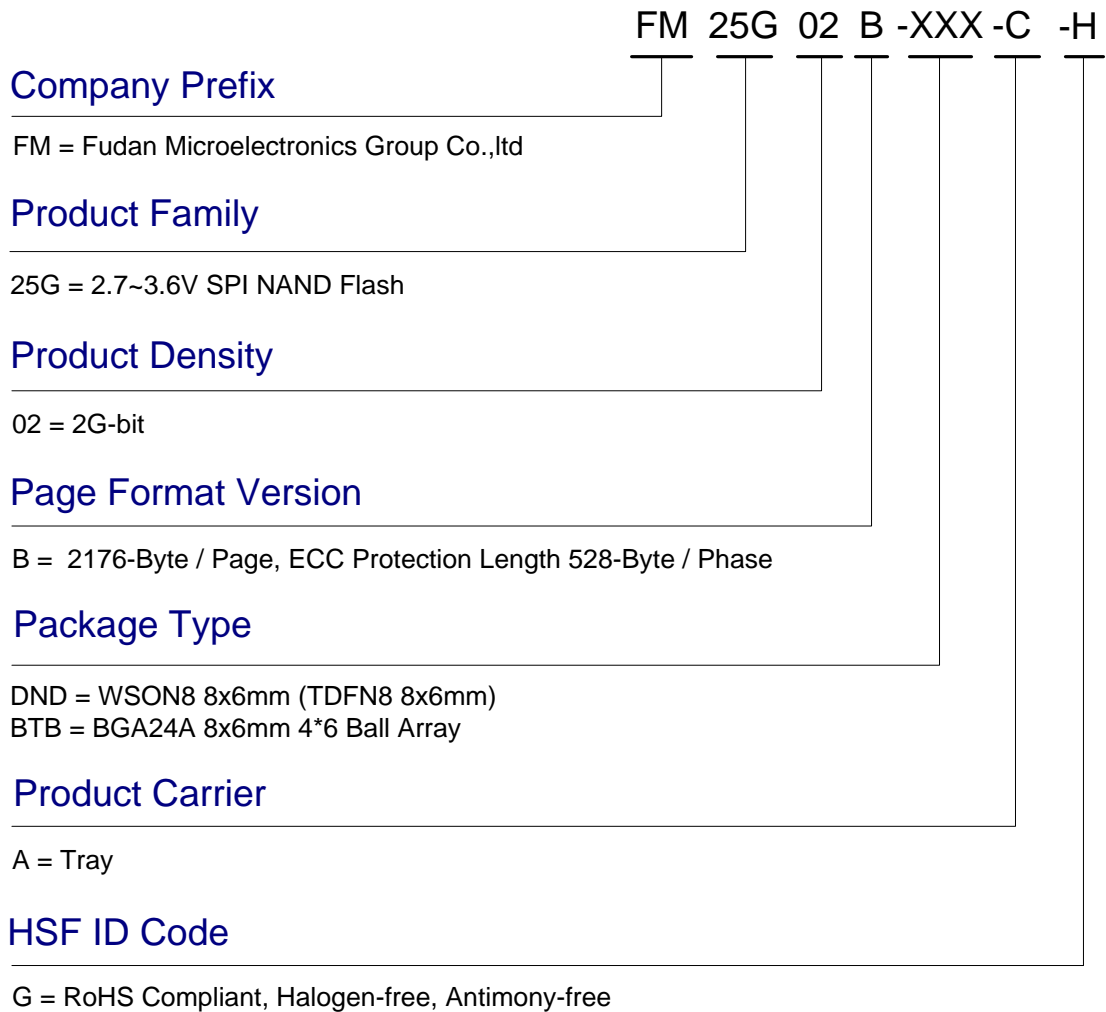 FM 25G 02 B -XXX -C -H
Company Prefix
FM = Fudan Microelectronics Group Co.,ltd
Product Family
25G = 2.7~3.6V SPI NAND Flash
Product Density
02 = 2G-bit
Page Format Version
B = 2176-Byte / Page, ECC Protection Length 528-Byte / Phase
Package Type
DND = WSON8 8x6mm (TDFN8 8x6mm)
BTB = BGA24A 8x6mm 4*6 Ball Array
Product Carrier
A = Tray
HSF ID Code
G = RoHS Compliant, Halogen-free, Antimony-free